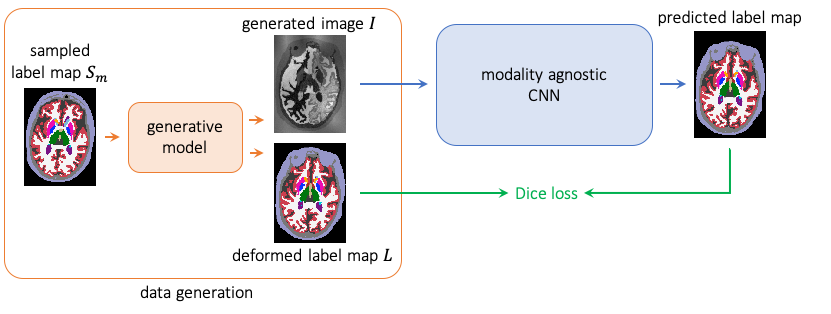 sampled
label map Sₘ
generative
model
generated image I
deformed label map L
data generation
modality agnostic
CNN
predicted label map
Dice loss